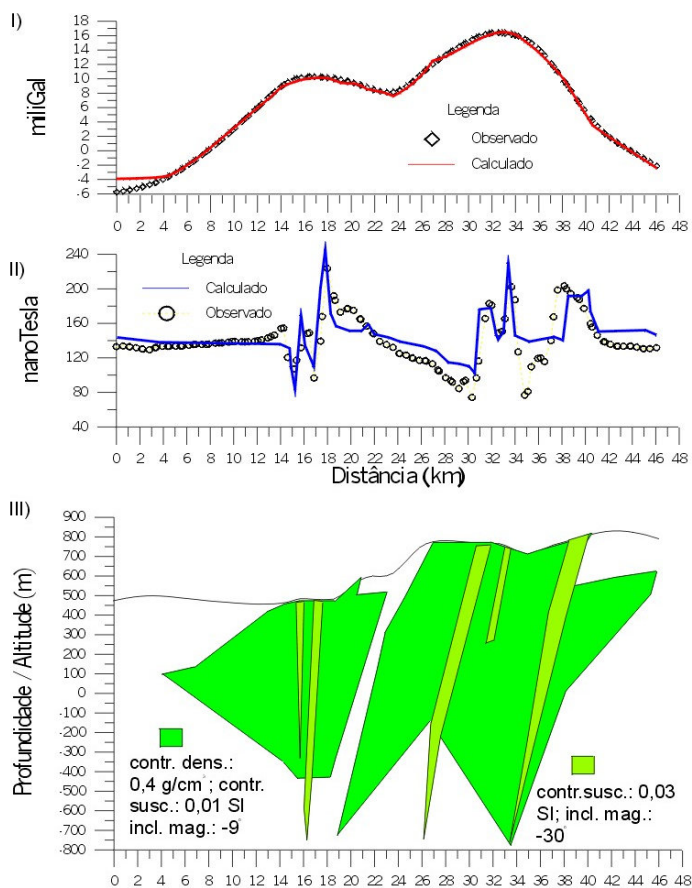 I)
miliGal
18
16
14
12
10
8
6
4
2
0
-2
-4
-6
Legenda
Observado
Calculado
0 2 4 6 8 10 12 14 16 18 20 22 24 26 28 30 32 34 36 38 40 42 44 46 48
II)
nanoTesla
240
200
160
120
80
40
Legenda
Calculado
Observado
0 2 4 6 8 10 12 14 16 18 20 22 24 26 28 30 32 34 36 38 40 42 44 46 48
Distância (km)
III)
Profundidade / Altitude (m)
900
800
700
600
500
400
300
200
100
0
-100
-200
-300
-400
-500
-600
-700
-800
contr. dens.:
0,4 g/cm°; contr.
susc.: 0,01 SI
incl. mag.: -9°
contr.susc.: 0,03
SI; incl. mag.:
-30°
0 2 4 6 8 10 12 14 16 18 20 22 24 26 28 30 32 34 36 38 40 42 44 46 48